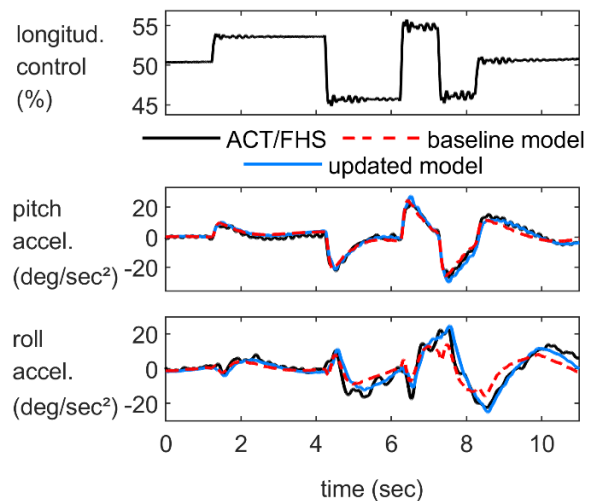 longitud.
control
(%)
55
50
45
ACT/FHS
baseline model
updated model
pitch
accel.
(deg/sec²)
20
0
-20
roll
accel.
(deg/sec²)
20
0
-20
0 2 4 6 8 10
time (sec)